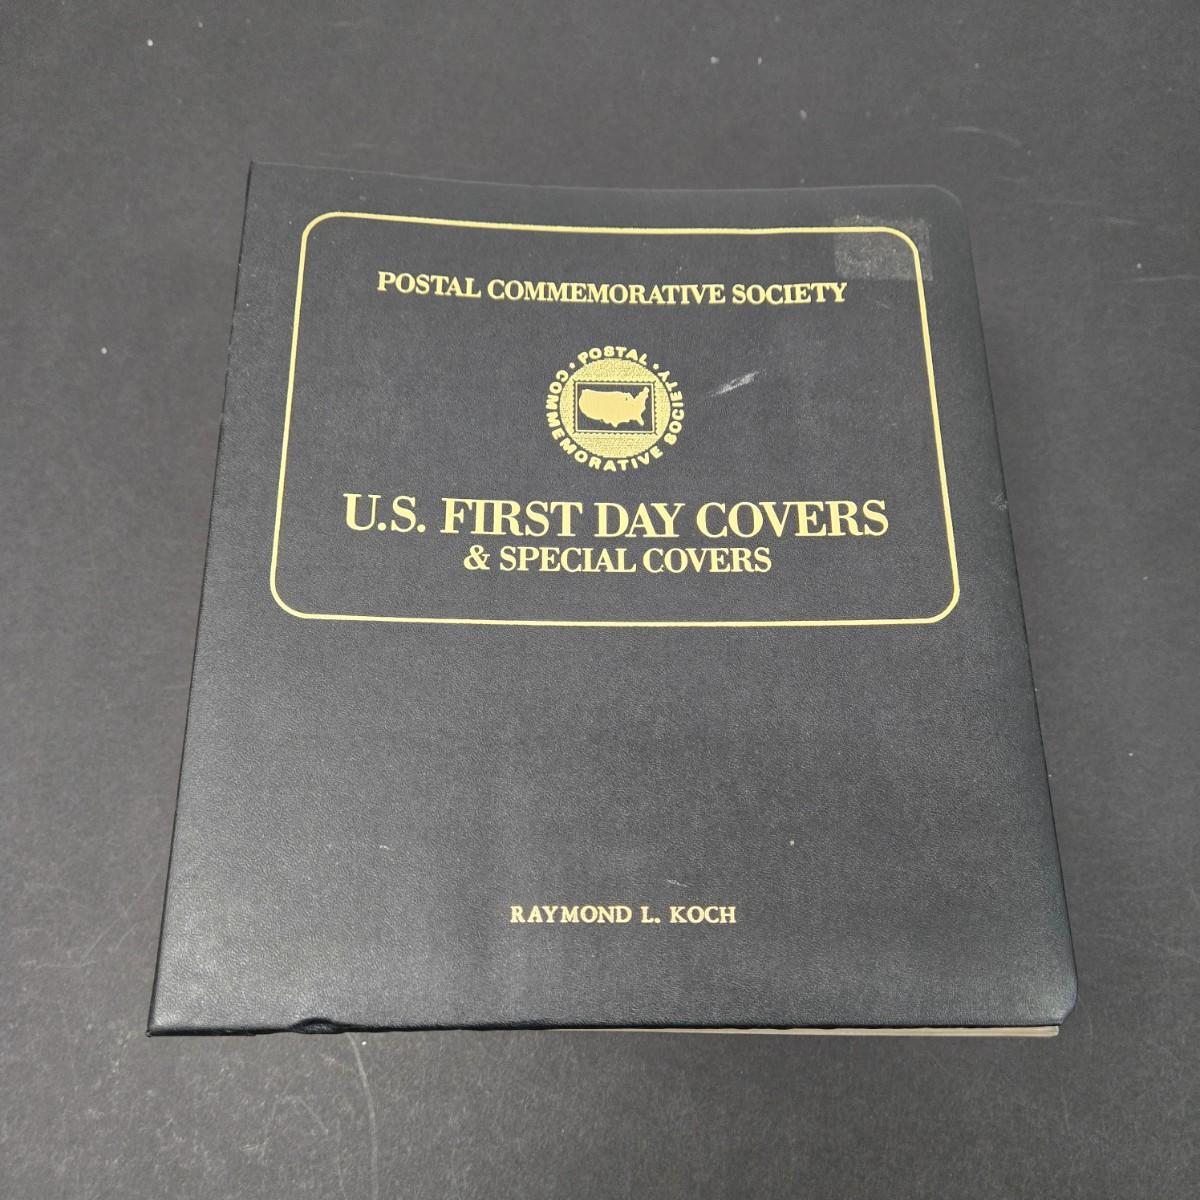 POSTAL COMMEMORATIVE SOCIETY
• POSTAL •
COMMEMORATIVE SOCIETY
U.S. FIRST DAY COVERS
& SPECIAL COVERS
RAYMOND L. KOCH